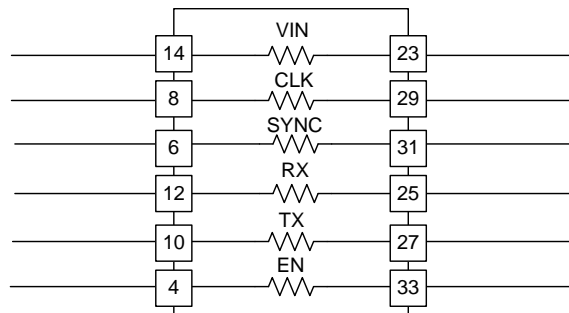 VIN
14 23
CLK
8 29
SYNC
6 31
RX
12 25
TX
10 27
EN
4 33